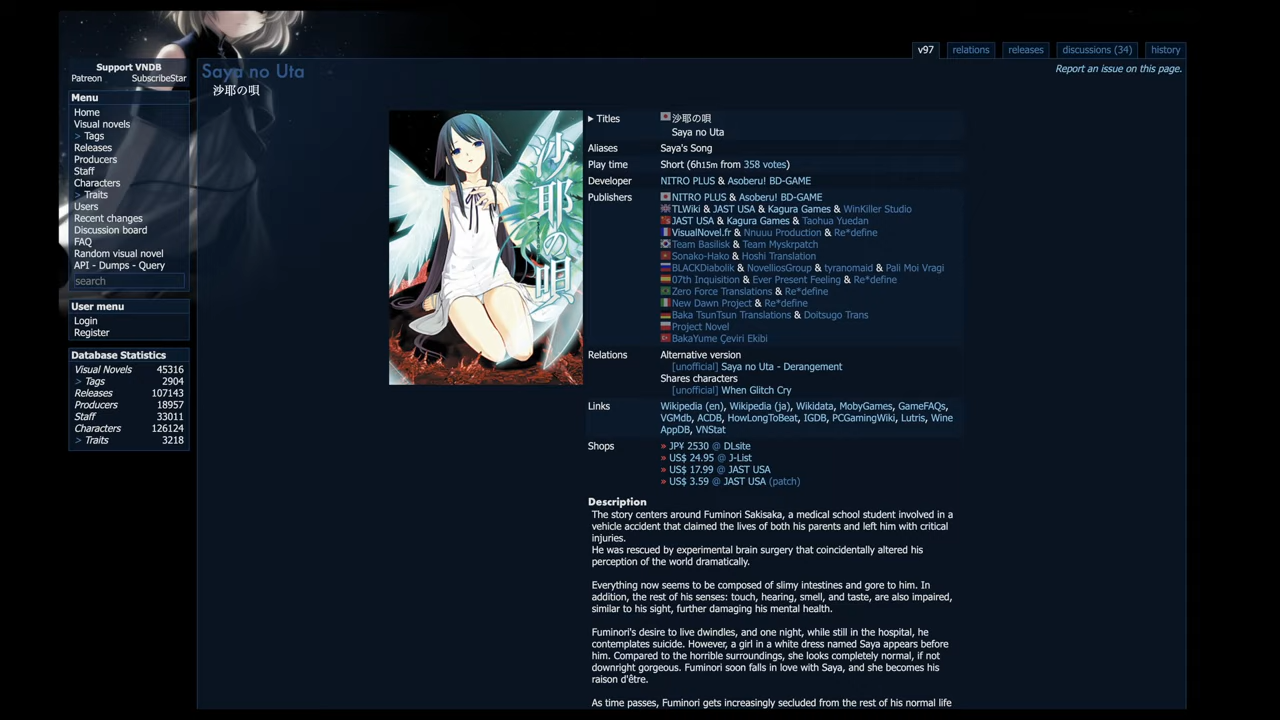 v97
relations
releases
discussions (34)
history
Report an issue on this page.
Support VNDB
Patreon
SubscribeStar
Menu
Home
Visual novels
> Tags
Releases
Producers
Staff
Characters
> Traits
Users
Recent changes
Discussion board
FAQ
Random visual novel
API - Dumps - Query
search
User menu
Login
Register
Database Statistics
Visual Novels 45316
> Tags 2904
Releases 107143
Producers 18957
Staff 33011
Characters 126124
> Traits 3218
Saya no Uta
沙耶の唄
沙耶の唄
▶ Titles 沙耶の唄
Saya no Uta
Aliases Saya's Song
Play time Short (6h15m from 358 votes)
Developer NITRO PLUS & Asoberu! BD-GAME
Publishers NITRO PLUS & Asoberu! BD-GAME
TLWiki & JAST USA & Kagura Games & WinKiller Studio
JAST USA & Kagura Games & Taohua Yuedan
VisualNovel.fr & Nnuuu Production & Re*define
Team Basilisk & Team Myskrpatch
Sonako-Hako & Hoshi Translation
BLACKDiabolik & NovelliosGroup & tyranomaid & Pali Moi Vragi
07th Inquisition & Ever Present Feeling & Re*define
Zero Force Translations & Re*define
New Dawn Project & Re*define
Baka TsunTsun Translations & Doitsugo Trans
Project Novel
BakaYume Çeviri Ekibi
Relations Alternative version
[unofficial] Saya no Uta - Derangement
Shares characters
[unofficial] When Glitch Cry
Links Wikipedia (en), Wikipedia (ja), Wikidata, MobyGames, GameFAQs,
VGMdb, ACDB, HowLongToBeat, IGDB, PCGamingWiki, Lutris, Wine
AppDB, VNStat
Shops » JP¥ 2530 @ DLsite
» US$ 24.95 @ J-List
» US$ 17.99 @ JAST USA
» US$ 3.59 @ JAST USA (patch)
Description
The story centers around Fuminori Sakisaka, a medical school student involved in a
vehicle accident that claimed the lives of both his parents and left him with critical
injuries.
He was rescued by experimental brain surgery that coincidentally altered his
perception of the world dramatically.
Everything now seems to be composed of slimy intestines and gore to him. In
addition, the rest of his senses: touch, hearing, smell, and taste, are also impaired,
similar to his sight, further damaging his mental health.
Fuminori's desire to live dwindles, and one night, while still in the hospital, he
contemplates suicide. However, a girl in a white dress named Saya appears before
him. Compared to the horrible surroundings, she looks completely normal, if not
downright gorgeous. Fuminori soon falls in love with Saya, and she becomes his
raison d'être.
As time passes, Fuminori gets increasingly secluded from the rest of his normal life